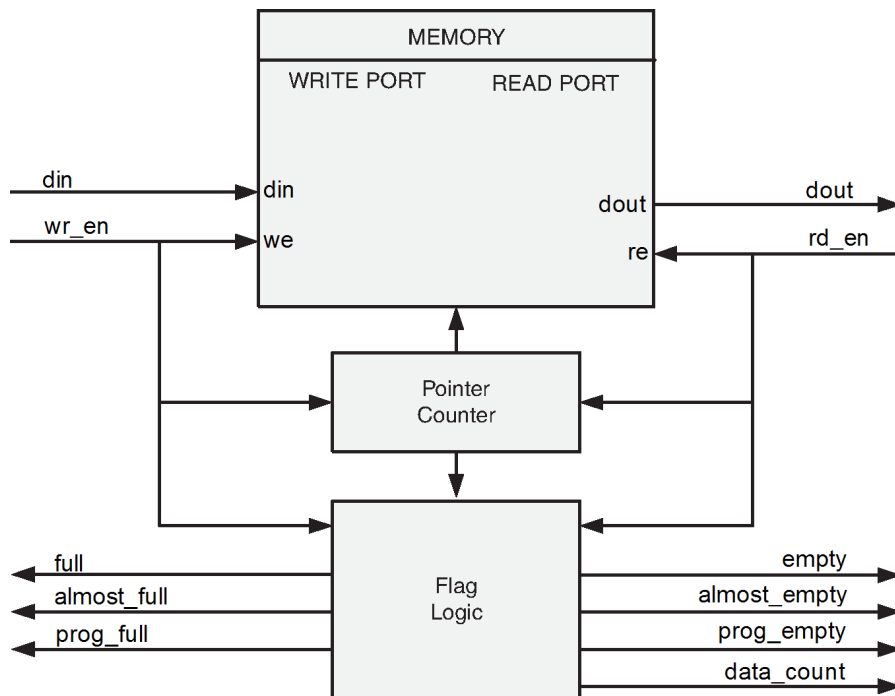 MEMORY
WRITE PORT READ PORT
din
din
dout
dout
wr_en
we
re
rd_en
Pointer
Counter
full
almost_full
prog_full
Flag
Logic
empty
almost_empty
prog_empty
data_count